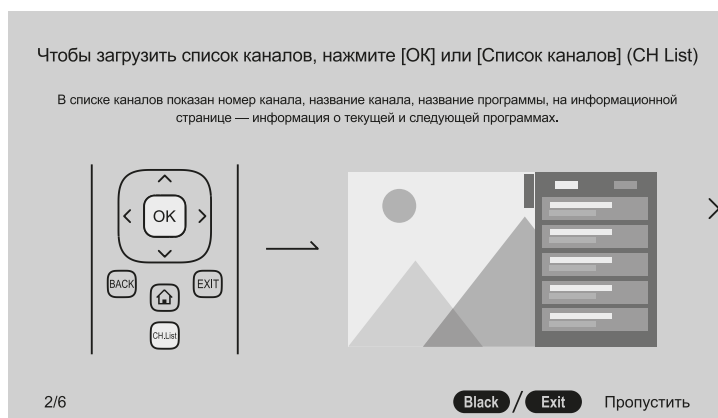 Чтобы загрузить список каналов, нажмите [ОК] или [Список каналов] (CH List)
В списке каналов показан номер канала, название канала, название программы, на информационной
странице — информация о текущей и следующей программах.
OK
BACK
EXIT
CH.List
2/6
Black / Exit Пропустить